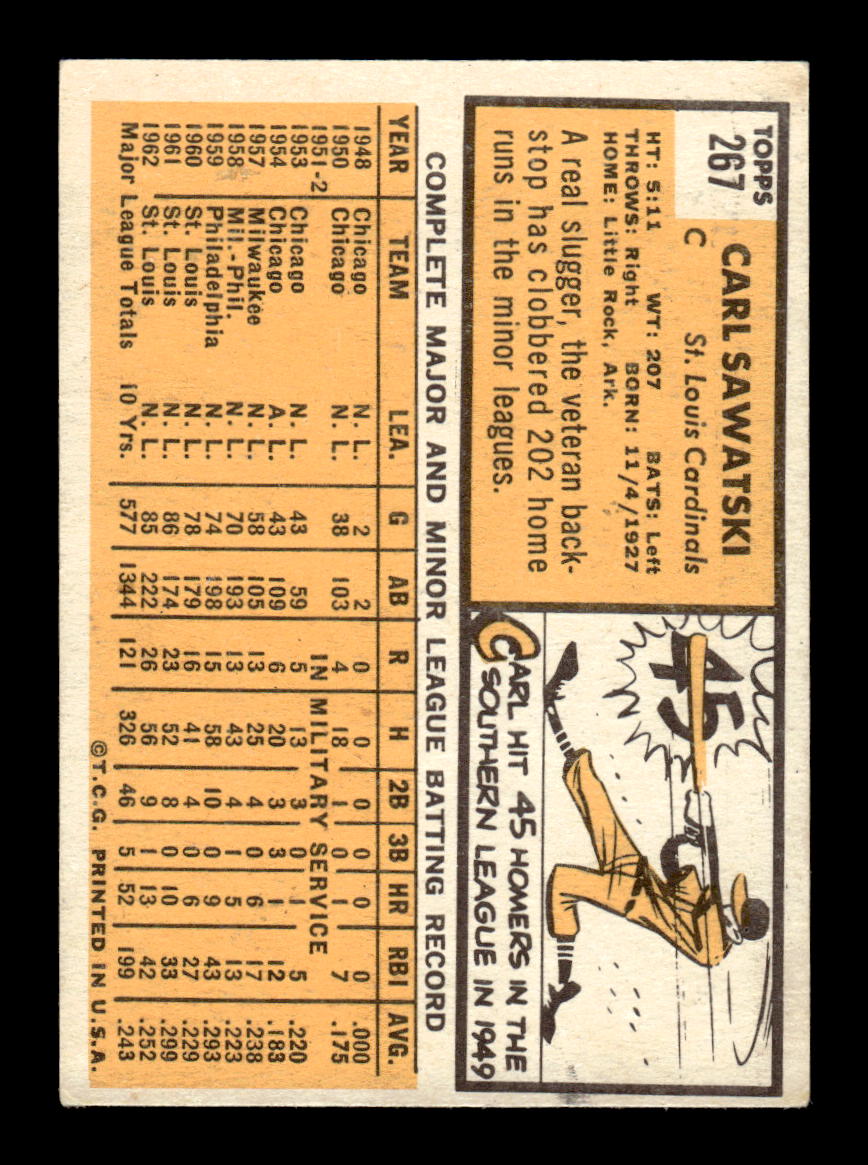 TOPPS
267
CARL SAWATSKI
C St. Louis Cardinals
HT: 5:11 WT: 207 BATS: Left
THROWS: Right BORN: 11/4/1927
HOME: Little Rock, Ark.
A real slugger, the veteran back-
stop has clobbered 202 home
runs in the minor leagues.
45
CARL HIT 45 HOMERS IN THE
SOUTHERN LEAGUE IN 1949
COMPLETE MAJOR AND MINOR LEAGUE BATTING RECORD
YEAR TEAM LEA. G AB R H 2B 3B HR RBI AVG.
1948 Chicago N. L. 2 2 0 0 0 0 0 0 .000
1950 Chicago N. L. 38 103 4 18 1 0 1 7 .175
1951-2 IN MILITARY SERVICE
1953 Chicago N. L. 43 59 5 13 3 0 1 5 .220
1954 Chicago A. L. 43 109 6 20 3 3 1 12 .183
1957 Milwaukee N. L. 58 105 13 25 4 0 6 17 .238
1958 Mil.-Phil. N. L. 70 193 13 43 4 1 5 13 .223
1959 Philadelphia N. L. 74 198 15 58 10 0 9 43 .293
1960 St. Louis N. L. 78 179 16 41 4 0 6 27 .229
1961 St. Louis N. L. 86 174 23 52 8 0 10 33 .299
1962 St. Louis N. L. 85 222 26 56 9 1 13 42 .252
Major League Totals 10 Yrs. 577 1344 121 326 46 5 52 199 .243
©T.C.G. PRINTED IN U.S.A.